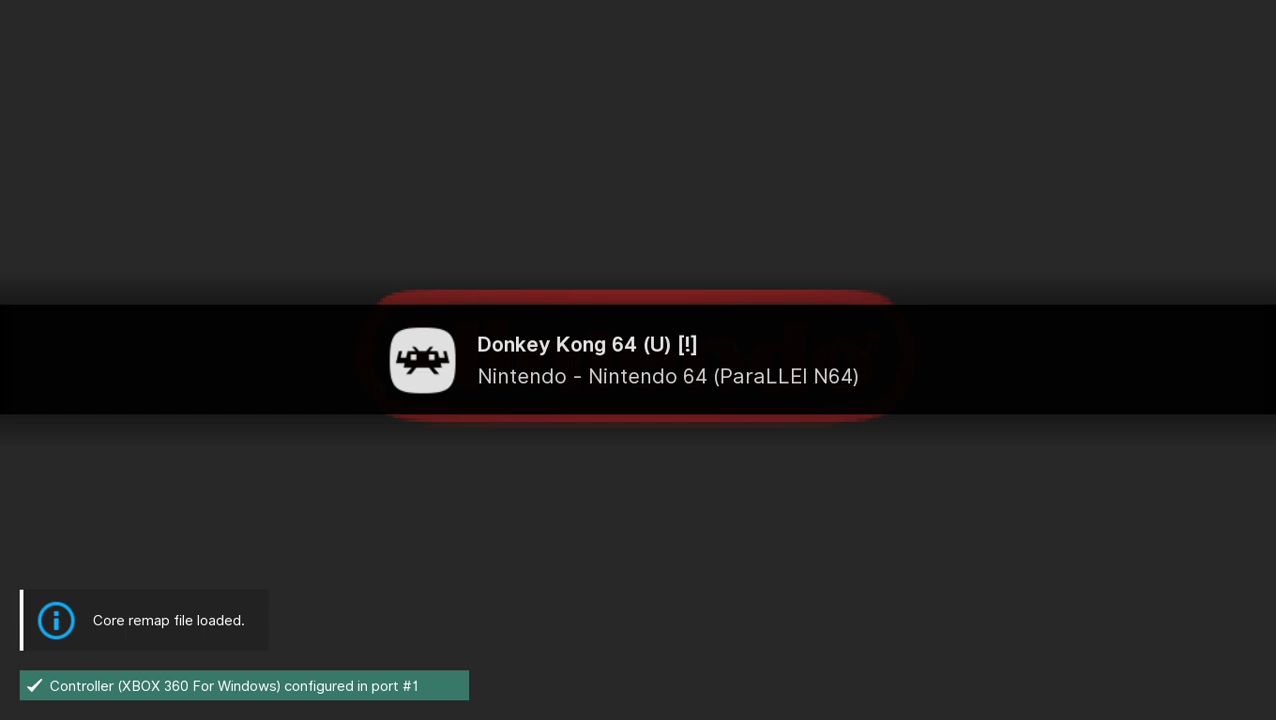 Donkey Kong 64 (U) [!]
Nintendo - Nintendo 64 (ParaLLEl N64)
Core remap file loaded.
Controller (XBOX 360 For Windows) configured in port #1